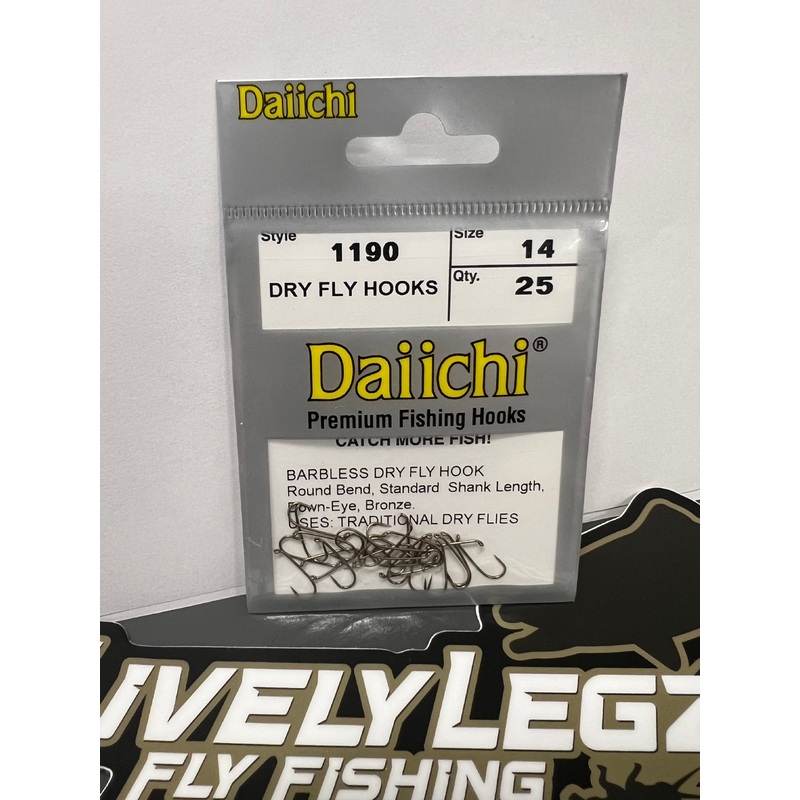 Daiichi
Style 1190 Size 14
DRY FLY HOOKS Qty. 25
Daiichi®
Premium Fishing Hooks
CATCH MORE FISH!
BARBLESS DRY FLY HOOK
Round Bend, Standard Shank Length,
Down-Eye, Bronze.
USES: TRADITIONAL DRY FLIES
LIVELYLEGZ
FLY FISHING